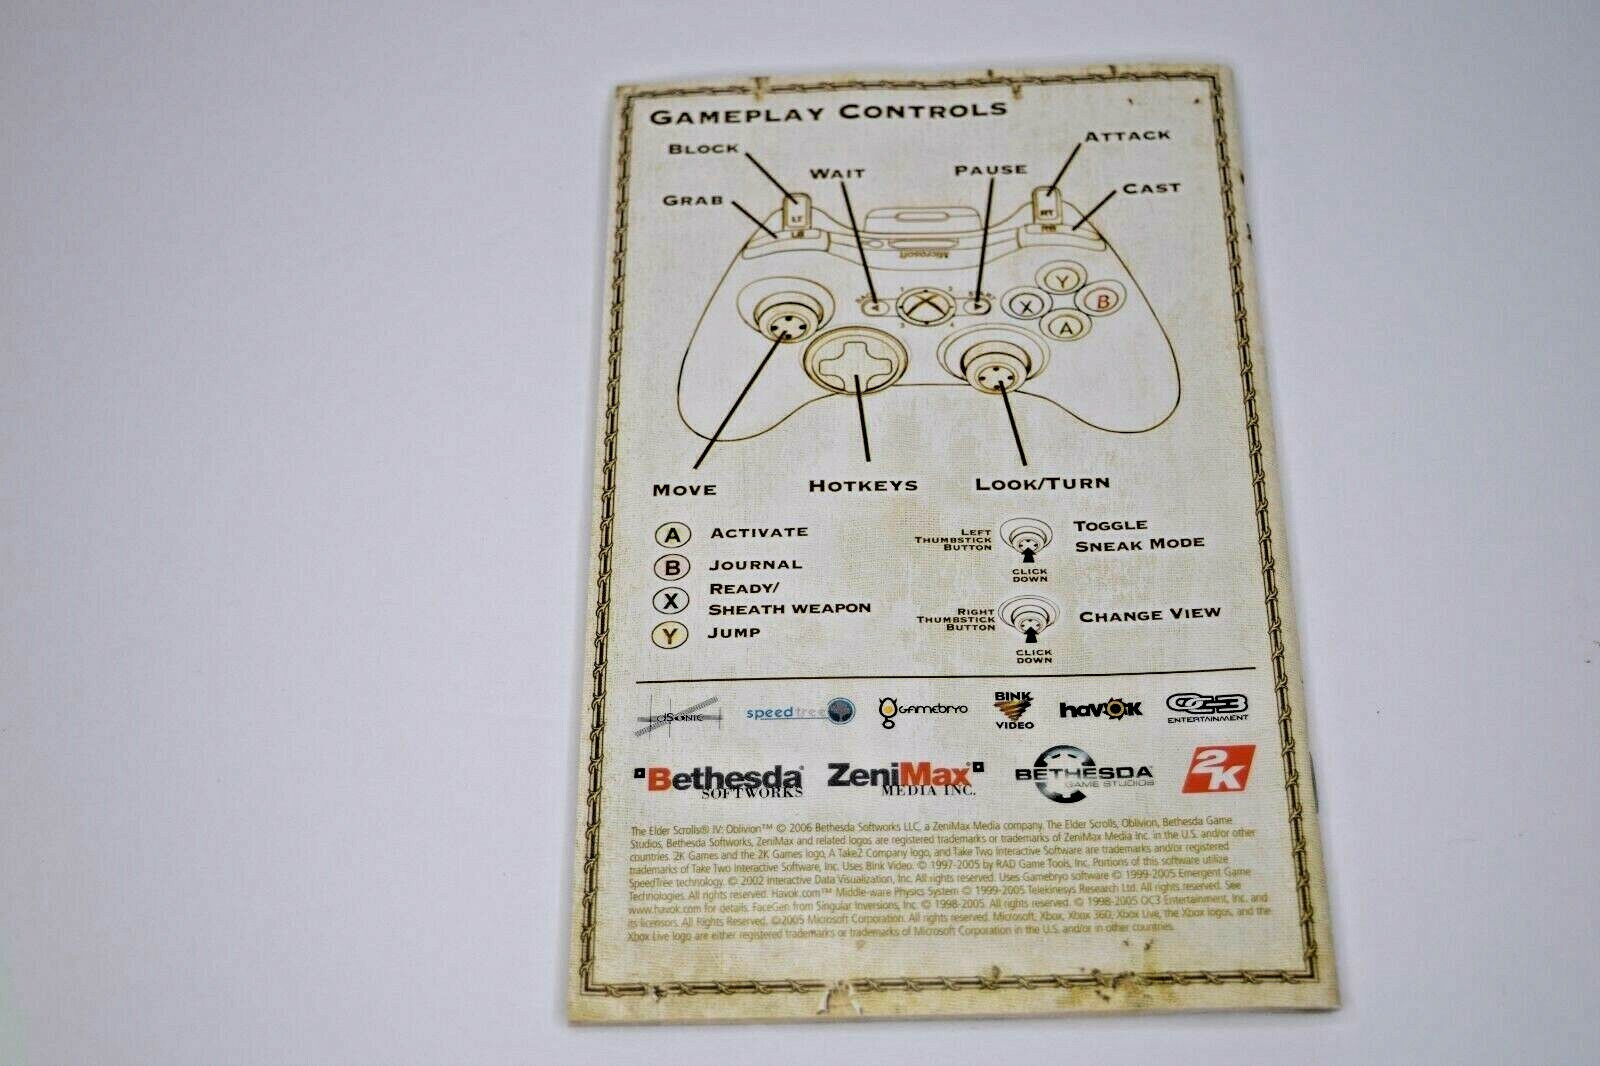 GAMEPLAY CONTROLS
BLOCK
ATTACK
WAIT
PAUSE
GRAB
CAST
LT
RT
LB
RB
Microsoft
BACK
START
1 2
3 4
Y
X B
A
MOVE
HOTKEYS
LOOK/TURN
A ACTIVATE
B JOURNAL
X READY/
SHEATH WEAPON
Y JUMP
LEFT
THUMBSTICK
BUTTON
CLICK
DOWN
TOGGLE
SNEAK MODE
RIGHT
THUMBSTICK
BUTTON
CLICK
DOWN
CHANGE VIEW
dSONIC
speedtree
GAMEBRYO
BINK
VIDEO
havok
OC3
ENTERTAINMENT
Bethesda
SOFTWORKS
ZeniMax
MEDIA INC.
BETHESDA
GAME STUDIOS
2K
The Elder Scrolls® IV: Oblivion™ © 2006 Bethesda Softworks LLC, a ZeniMax Media company. The Elder Scrolls, Oblivion, Bethesda Game
Studios, Bethesda Softworks, ZeniMax and related logos are registered trademarks or trademarks of ZeniMax Media Inc. in the U.S. and/or other
countries. 2K Games and the 2K Games logo, A Take2 Company logo, and Take Two Interactive Software are trademarks and/or registered
trademarks of Take Two Interactive Software, Inc. Uses Bink Video. © 1997-2005 by RAD Game Tools, Inc. Portions of this software utilize
SpeedTree technology. © 2002 Interactive Data Visualization, Inc. All rights reserved. Uses Gamebryo software © 1999-2005 Emergent Game
Technologies. All rights reserved. Havok.com™ Middle-ware Physics System © 1999-2005 Telekinesys Research Ltd. All rights reserved. See
www.havok.com for details. FaceGen from Singular Inversions, Inc. © 1998-2005. All rights reserved. © 1998-2005 OC3 Entertainment, Inc. and
its licensors. All Rights Reserved. ©2005 Microsoft Corporation. All rights reserved. Microsoft, Xbox, Xbox 360, Xbox Live, the Xbox logos, and the
Xbox Live logo are either registered trademarks or trademarks of Microsoft Corporation in the U.S. and/or in other countries.